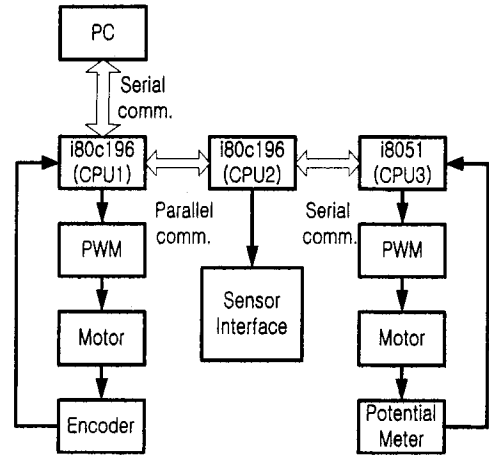 PC
Serial
comm.
i80c196
(CPU1)
i80c196
(CPU2)
i8051
(CPU3)
Parallel
comm.
Serial
comm.
PWM
PWM
Sensor
Interface
Motor
Motor
Encoder
Potential
Meter